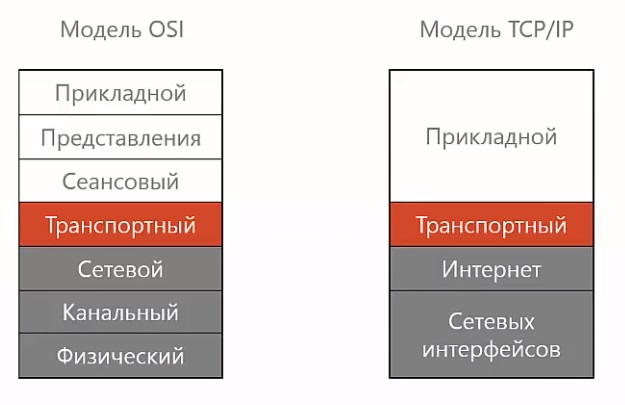 Модель OSI
Прикладной
Представления
Сеансовый
Транспортный
Сетевой
Канальный
Физический
Модель TCP/IP
Прикладной
Транспортный
Интернет
Сетевых
интерфейсов